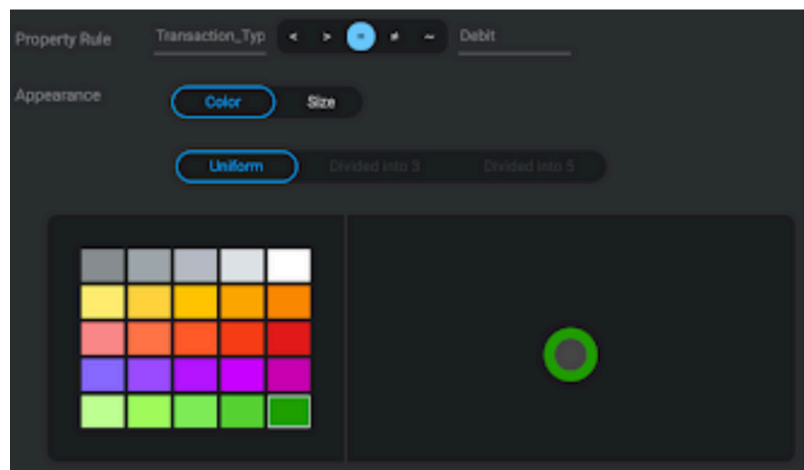 Property Rule Transaction_Typ < > = ≠ ~ Debit
Appearance Color Size
Uniform Divided into 3 Divided into 5